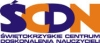 ŚCDN
ŚWIĘTOKRZYSKIE CENTRUM
DOSKONALENIA NAUCZYCIELI